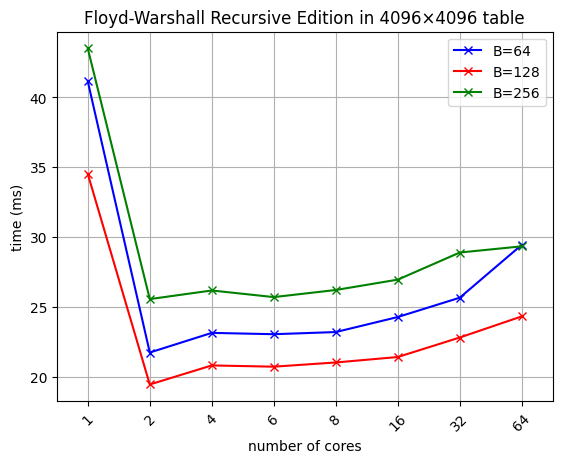 Floyd-Warshall Recursive Edition in 4096×4096 table
B=64
B=128
B=256
time (ms)
40
35
30
25
20
1 2 4 6 8 16 32 64
number of cores